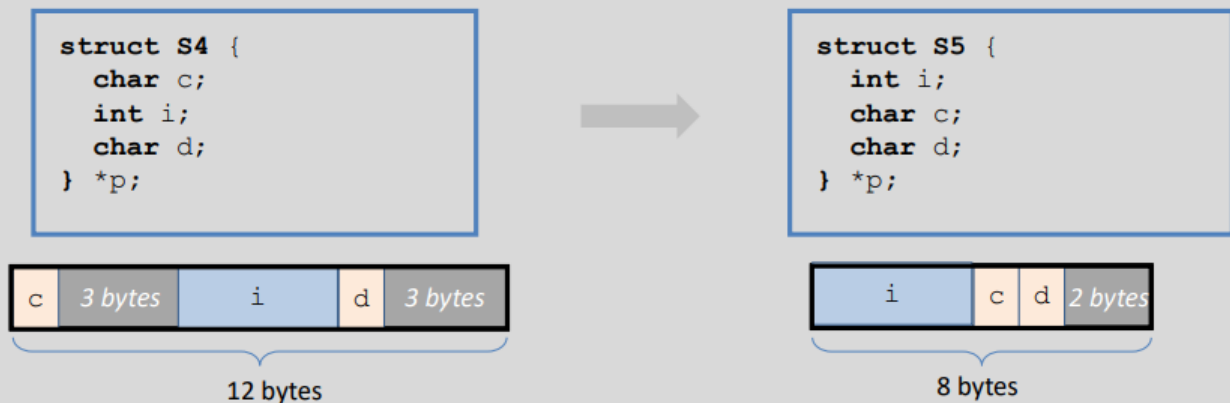 struct S4 {
char c;
int i;
char d;
} *p;
struct S5 {
int i;
char c;
char d;
} *p;
c 3 bytes i d 3 bytes
12 bytes
i c d 2 bytes
8 bytes